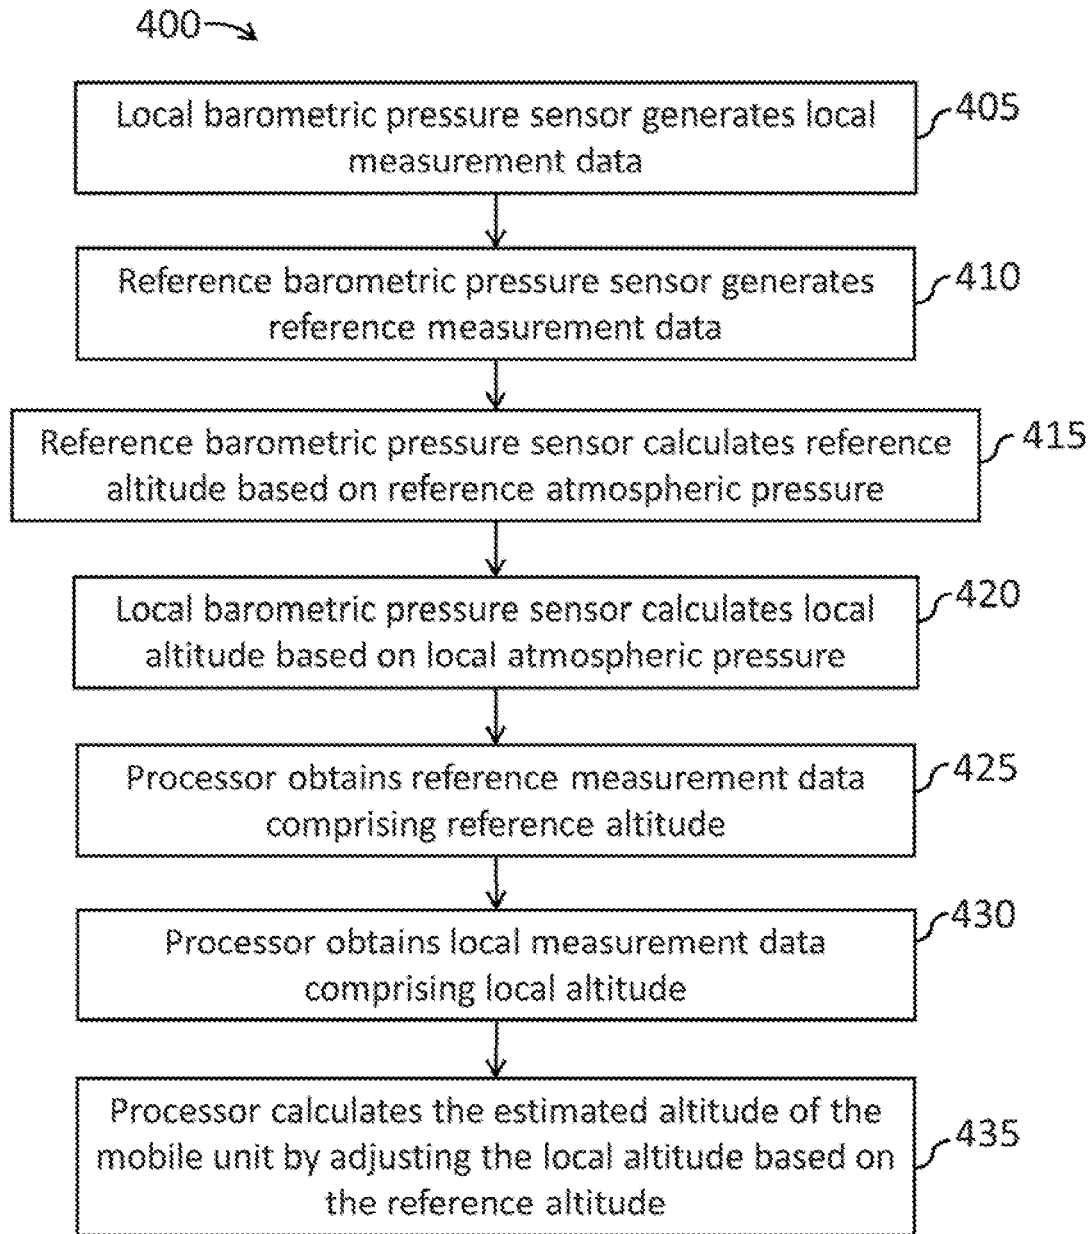 400
Local barometric pressure sensor generates local
measurement data
405
Reference barometric pressure sensor generates
reference measurement data
410
Reference barometric pressure sensor calculates reference
altitude based on reference atmospheric pressure
415
Local barometric pressure sensor calculates local
altitude based on local atmospheric pressure
420
Processor obtains reference measurement data
comprising reference altitude
425
Processor obtains local measurement data
comprising local altitude
430
Processor calculates the estimated altitude of the
mobile unit by adjusting the local altitude based on
the reference altitude
435